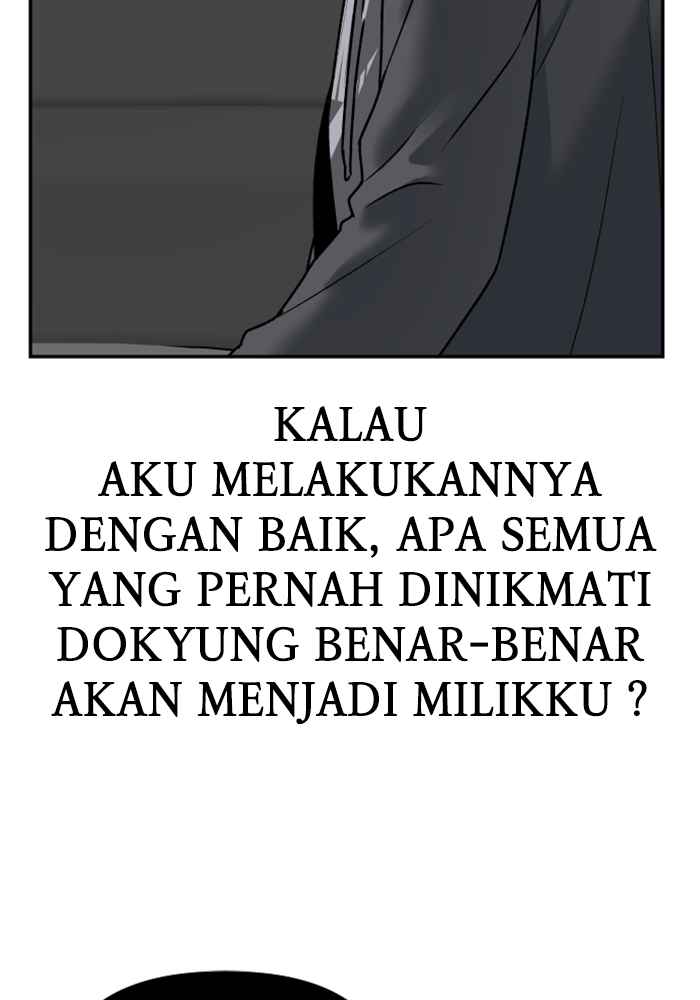 KALAU
AKU MELAKUKANNYA
DENGAN BAIK, APA SEMUA
YANG PERNAH DINIKMATI
DOKYUNG BENAR-BENAR
AKAN MENJADI MILIKKU ?